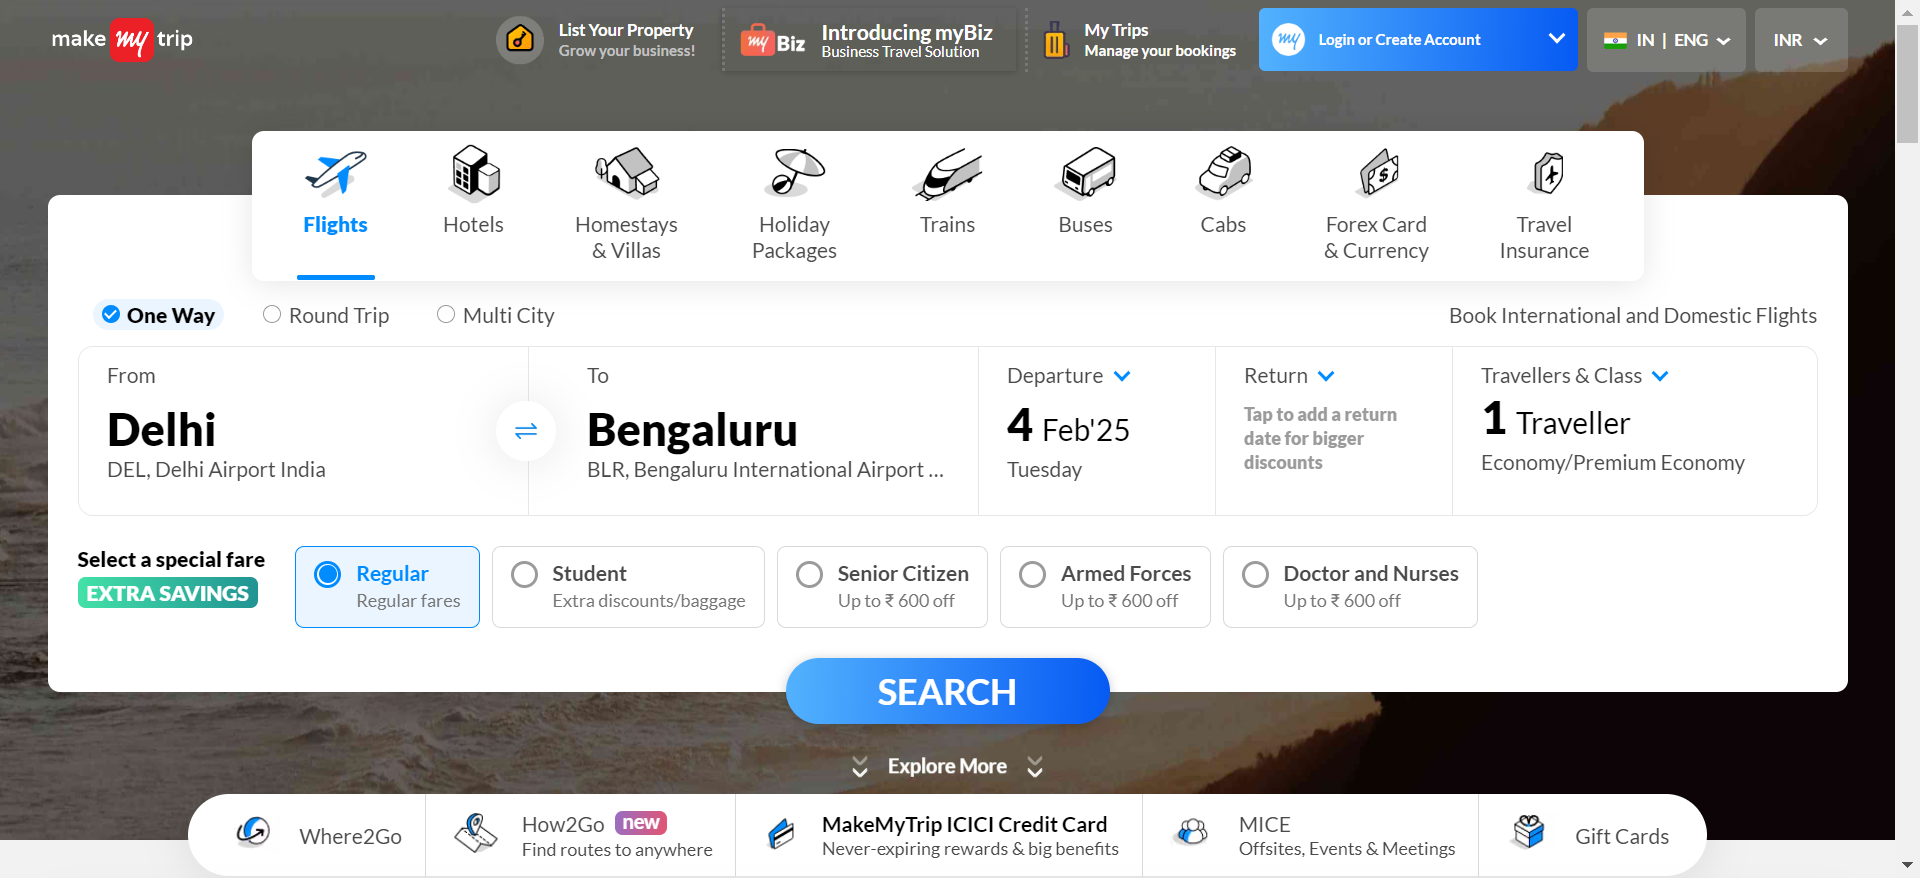 make my trip
List Your Property
Grow your business!
my Biz
Introducing myBiz
Business Travel Solution
My Trips
Manage your bookings
my Login or Create Account
IN | ENG
INR
Flights
Hotels
Homestays
& Villas
Holiday
Packages
Trains
Buses
Cabs
Forex Card
& Currency
Travel
Insurance
One Way
Round Trip
Multi City
Book International and Domestic Flights
From
Delhi
DEL, Delhi Airport India
To
Bengaluru
BLR, Bengaluru International Airport ...
Departure
4 Feb'25
Tuesday
Return
Tap to add a return
date for bigger
discounts
Travellers & Class
1 Traveller
Economy/Premium Economy
Select a special fare
EXTRA SAVINGS
Regular
Regular fares
Student
Extra discounts/baggage
Senior Citizen
Up to ₹ 600 off
Armed Forces
Up to ₹ 600 off
Doctor and Nurses
Up to ₹ 600 off
SEARCH
Explore More
Where2Go
How2Go new
Find routes to anywhere
MakeMyTrip ICICI Credit Card
Never-expiring rewards & big benefits
MICE
Offsites, Events & Meetings
Gift Cards